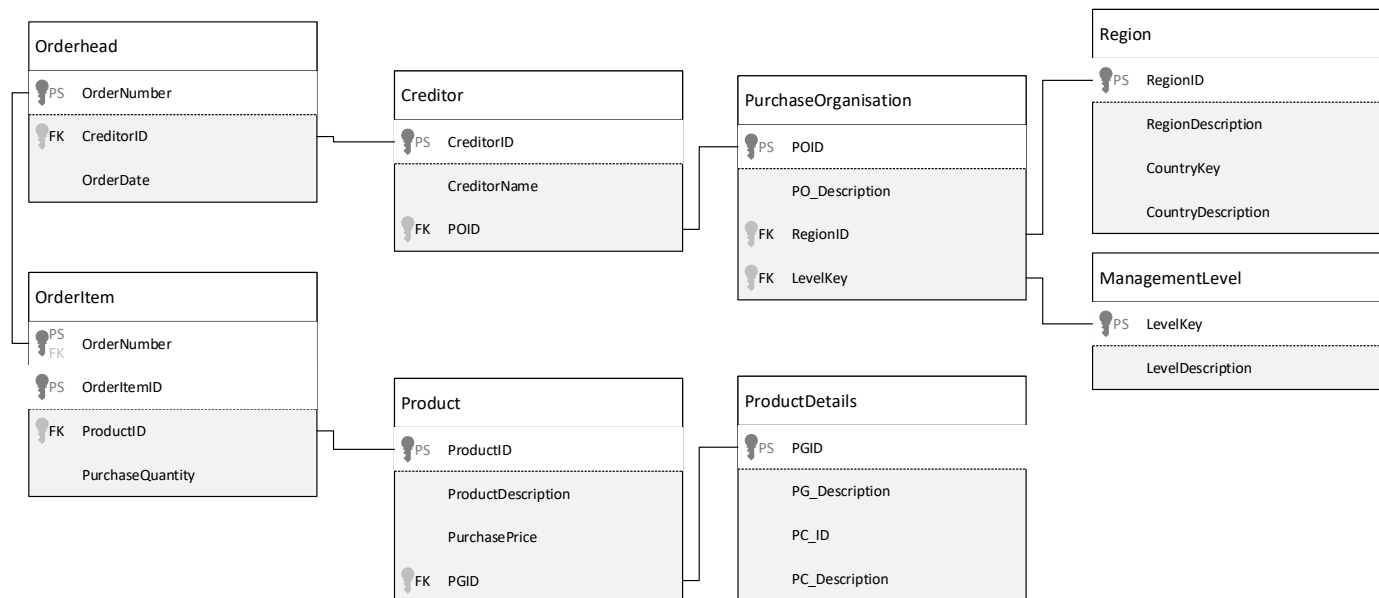 Orderhead
PS OrderNumber
FK CreditorID
OrderDate
Creditor
PS CreditorID
CreditorName
FK POID
PurchaseOrganisation
PS POID
PO_Description
FK RegionID
FK LevelKey
Region
PS RegionID
RegionDescription
CountryKey
CountryDescription
ManagementLevel
PS LevelKey
LevelDescription
OrderItem
PS
FK OrderNumber
PS OrderItemID
FK ProductID
PurchaseQuantity
Product
PS ProductID
ProductDescription
PurchasePrice
FK PGID
ProductDetails
PS PGID
PG_Description
PC_ID
PC_Description